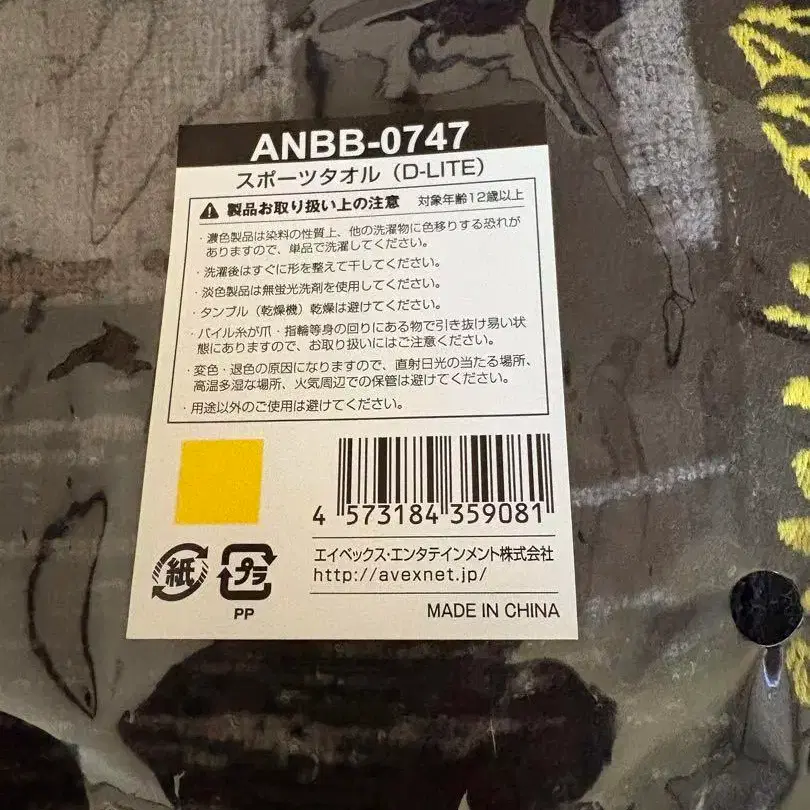 ANBB-0747
スポーツタオル（D-LITE）
製品お取り扱い上の注意 対象年齢12歳以上
・濃色製品は染料の性質上、他の洗濯物に色移りする恐れが
ありますので、単品で洗濯してください。
・洗濯後はすぐに形を整えて干してください。
・淡色製品は無蛍光洗剤を使用してください。
・タンブル（乾燥機）乾燥は避けてください。
・パイル糸が爪・指輪等身の回りにある物で引き抜け易い状
態にありますので、お取り扱いにはご注意ください。
・変色・退色の原因になりますので、直射日光の当たる場所、
高温多湿な場所、火気周辺での保管は避けてください。
・用途以外のご使用は避けてください。
4 573184 359081
紙 プラ
PP
エイベックス・エンタテインメント株式会社
http://avexnet.jp/
MADE IN CHINA